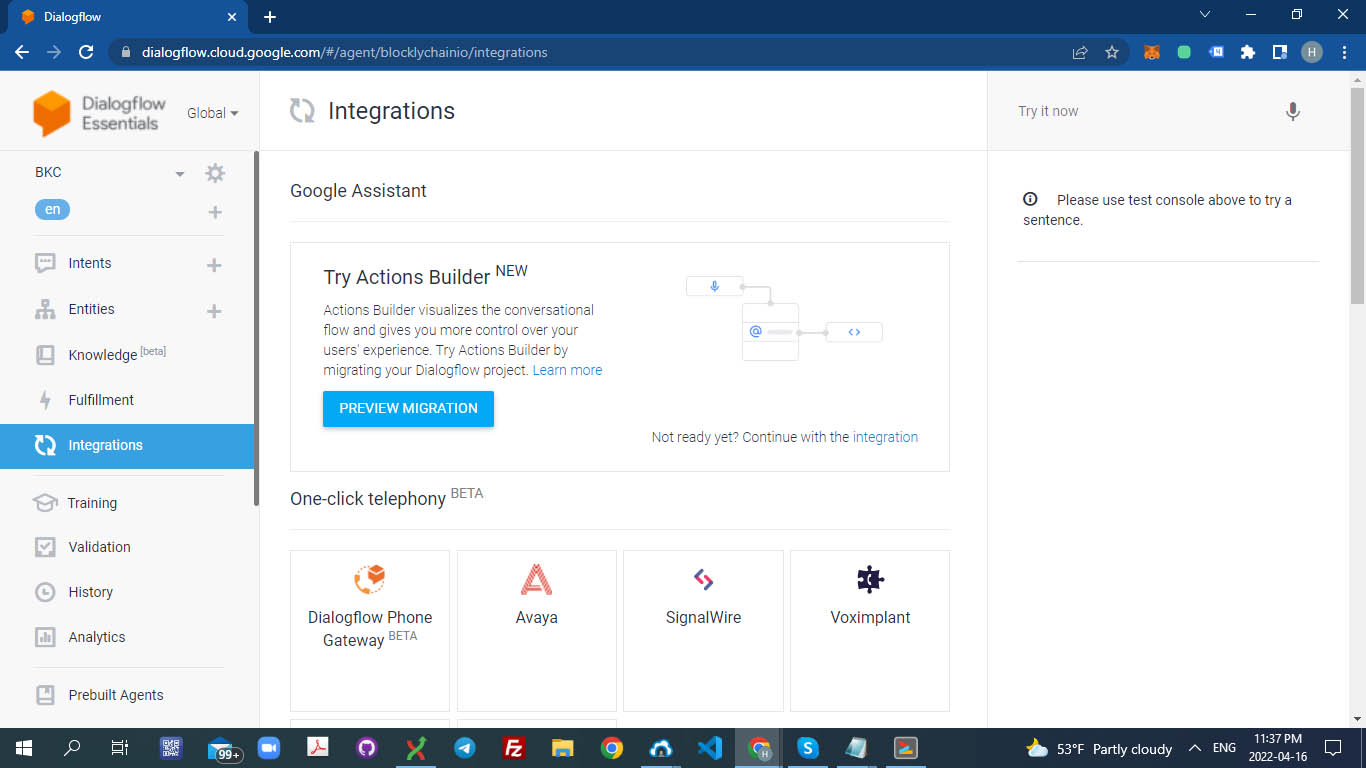 Dialogflow
dialogflow.cloud.google.com/#/agent/blocklychainio/integrations
H
Dialogflow
Essentials
Global
Integrations
Try it now
BKC
en
Intents
Entities
Knowledge [beta]
Fulfillment
Integrations
Training
Validation
History
Analytics
Prebuilt Agents
Google Assistant
Try Actions Builder NEW
Actions Builder visualizes the conversational
flow and gives you more control over your
users' experience. Try Actions Builder by
migrating your Dialogflow project. Learn more
PREVIEW MIGRATION
Not ready yet? Continue with the integration
One-click telephony BETA
Dialogflow Phone
Gateway BETA
Avaya
SignalWire
Voximplant
Please use test console above to try a
sentence.
99+
53°F Partly cloudy
ENG
11:37 PM
2022-04-16